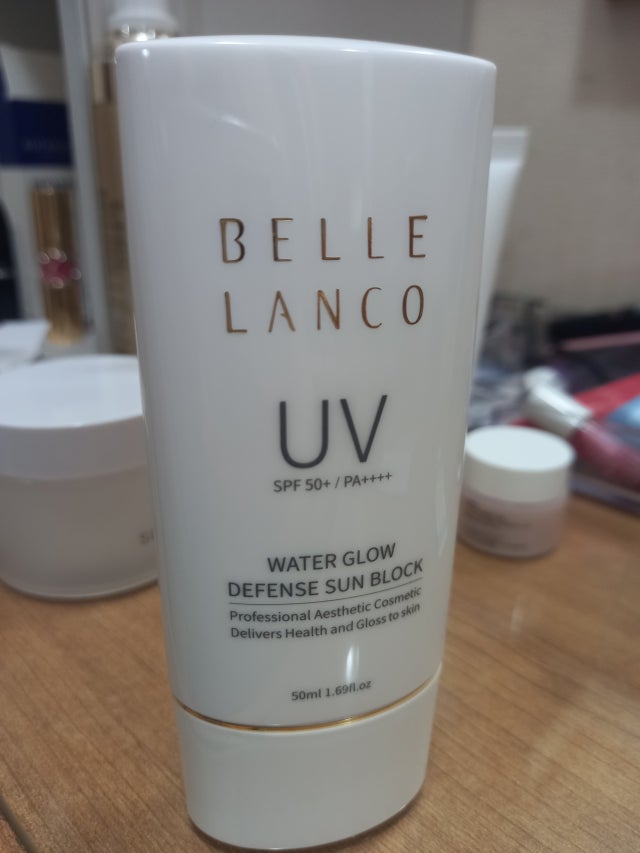 BELLE
LANCO
UV
SPF 50+ / PA++++
WATER GLOW
DEFENSE SUN BLOCK
Professional Aesthetic Cosmetic
Delivers Health and Gloss to skin
50ml 1.69fl.oz